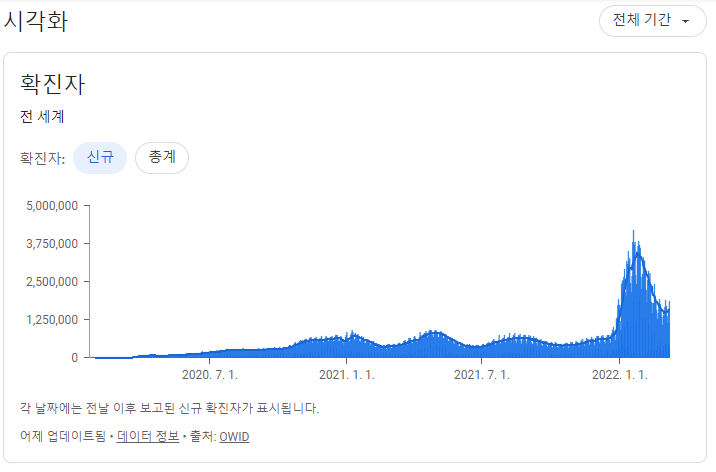 시각화
전체 기간
확진자
전 세계
확진자: 신규 총계
5,000,000
3,750,000
2,500,000
1,250,000
0
2020. 7. 1. 2021. 1. 1. 2021. 7. 1. 2022. 1. 1.
각 날짜에는 전날 이후 보고된 신규 확진자가 표시됩니다.
어제 업데이트됨 • 데이터 정보 • 출처: OWID